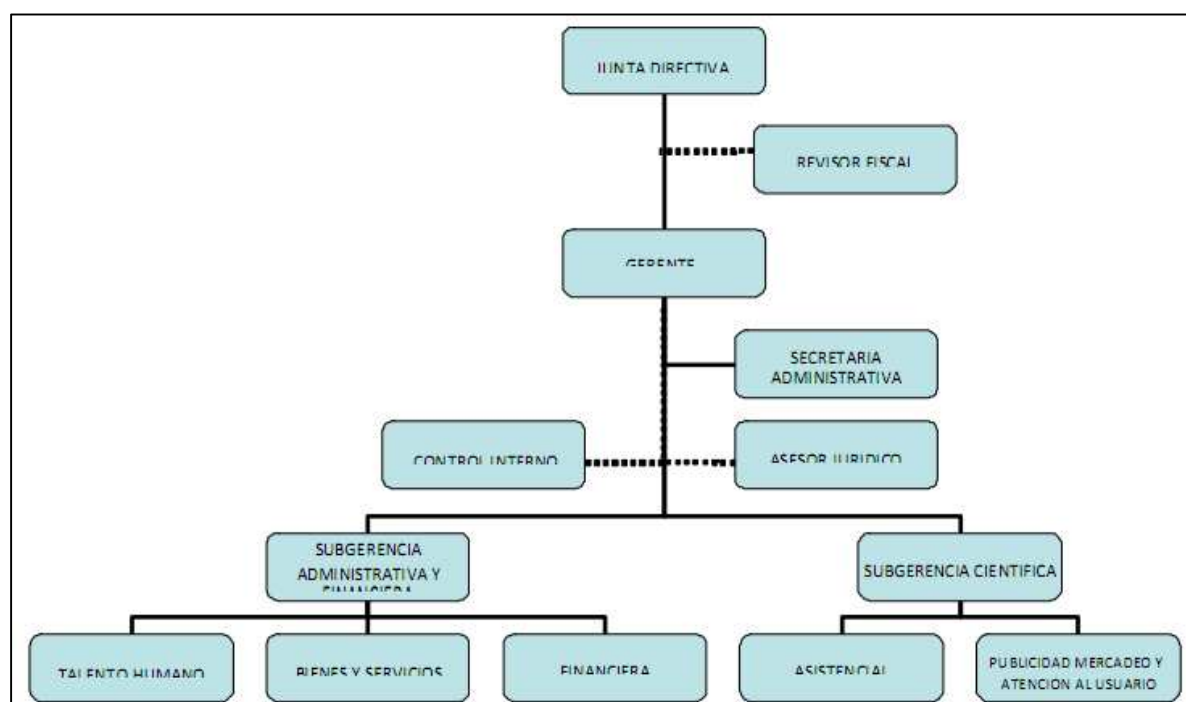 JUNTA DIRECTIVA
REVISOR FISCAL
GERENTE
SECRETARIA
ADMINISTRATIVA
CONTROL INTERNO
ASESOR JURIDICO
SUBGERENCIA
ADMINISTRATIVA Y
FINANCIERA
SUBGERENCIA CIENTIFICA
TALENTO HUMANO
BIENES Y SERVICIOS
FINANCIERA
ASISTENCIAL
PUBLICIDAD MERCADEO Y
ATENCION AL USUARIO